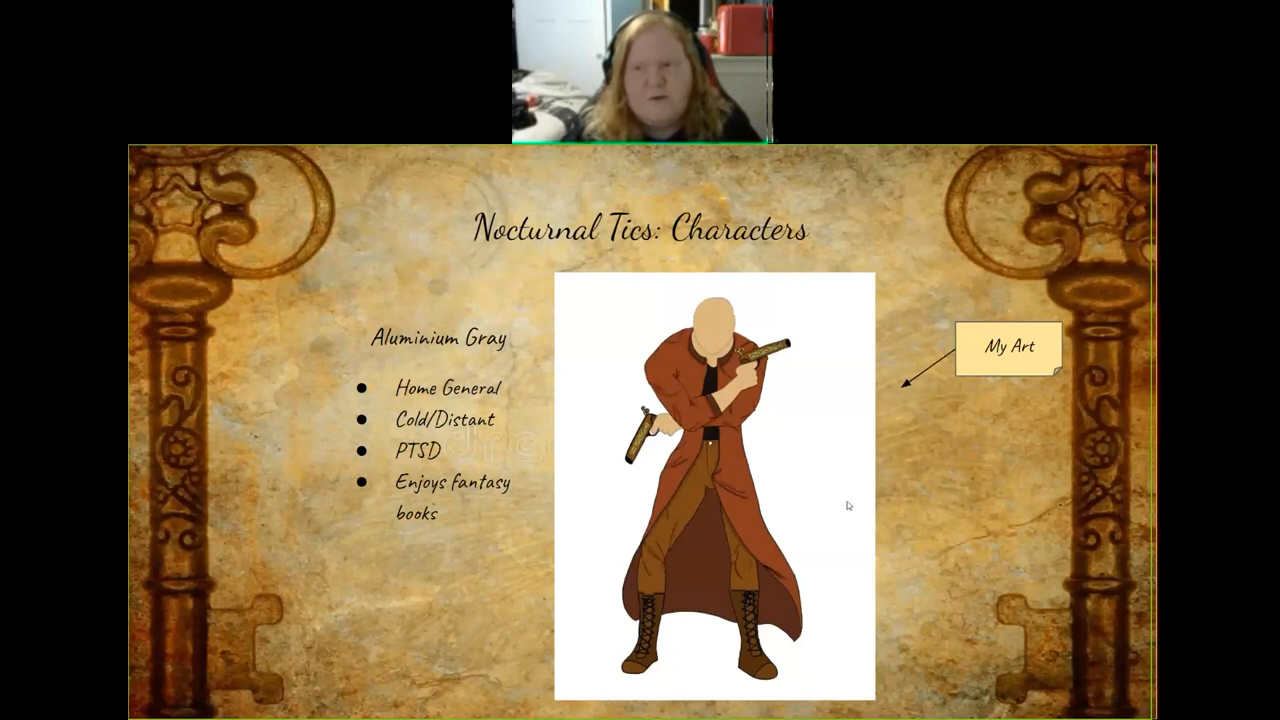 Nocturnal Tics: Characters
Aluminium Gray
● Home General
● Cold/Distant
● PTSD
● Enjoys fantasy
books
My Art